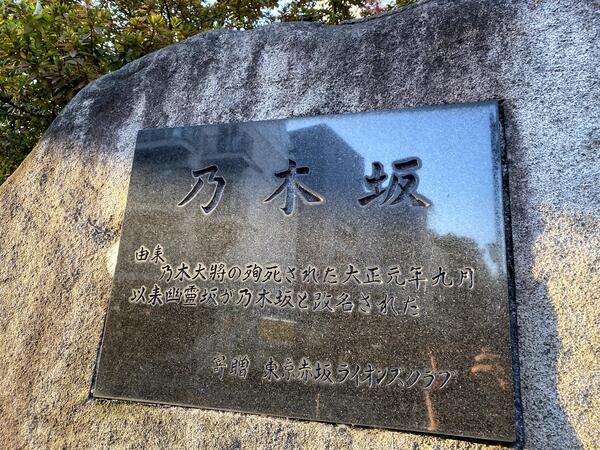 乃木坂
由来
乃木大將の殉死された大正元年九月
以来幽靈坂が乃木坂と改名された
寄贈 東京赤坂ライオンズクラブ